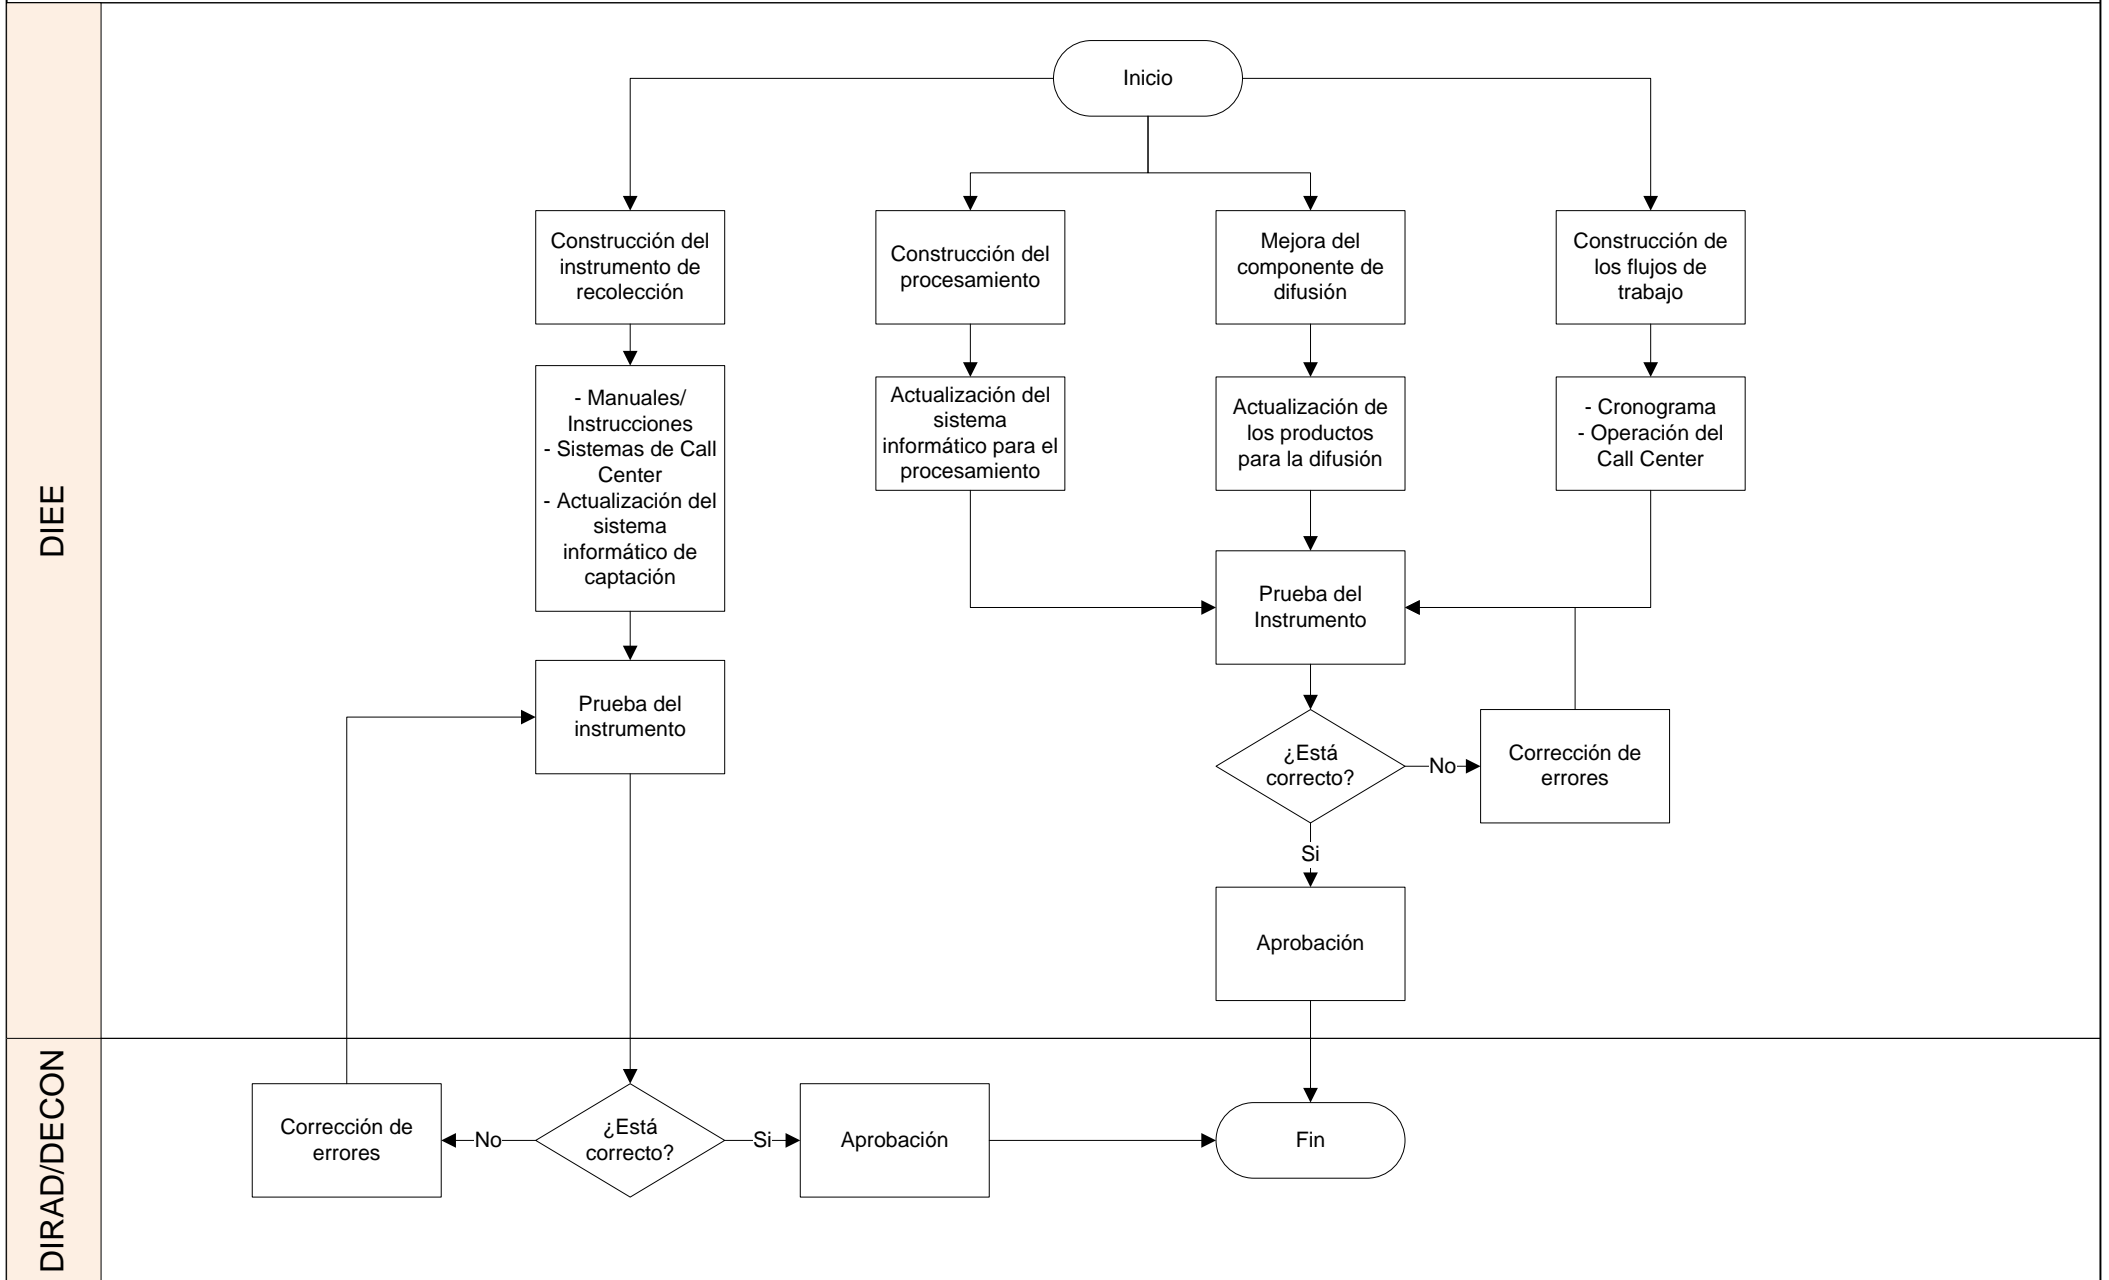 DIEE
Inicio
Construcción del
instrumento de
recolección
Construcción del
procesamiento
Mejora del
componente de
difusión
Construcción de
los flujos de
trabajo
- Manuales/
Instrucciones
- Sistemas de Call
Center
- Actualización del
sistema
informático de
captación
Actualización del
sistema
informático para el
procesamiento
Actualización de
los productos
para la difusión
- Cronograma
- Operación del
Call Center
Prueba del
Instrumento
Prueba del
instrumento
¿Está
correcto?
No
Corrección de
errores
Si
Aprobación
DIRAD/DECON
Corrección de
errores
No
¿Está
correcto?
Si
Aprobación
Fin